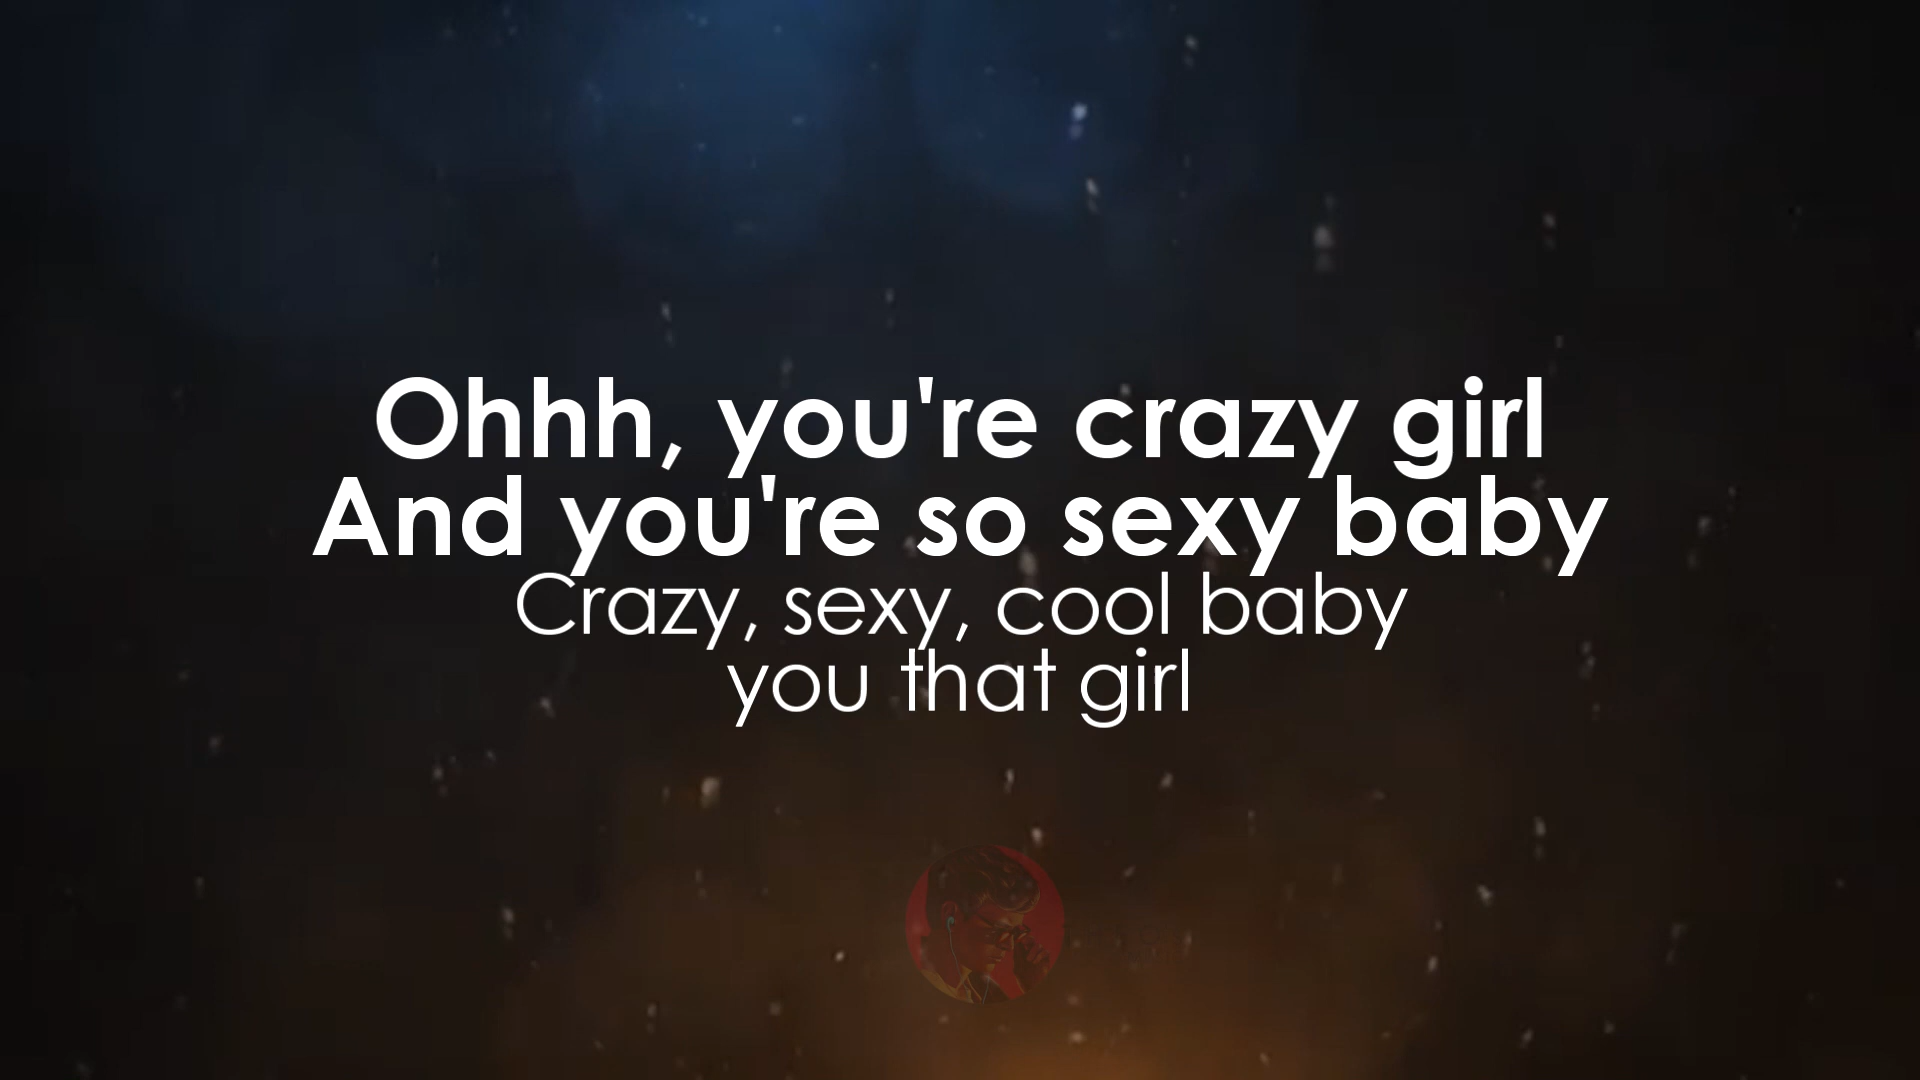 Ohhh, you're crazy girl
And you're so sexy baby
Crazy, sexy, cool baby
you that girl